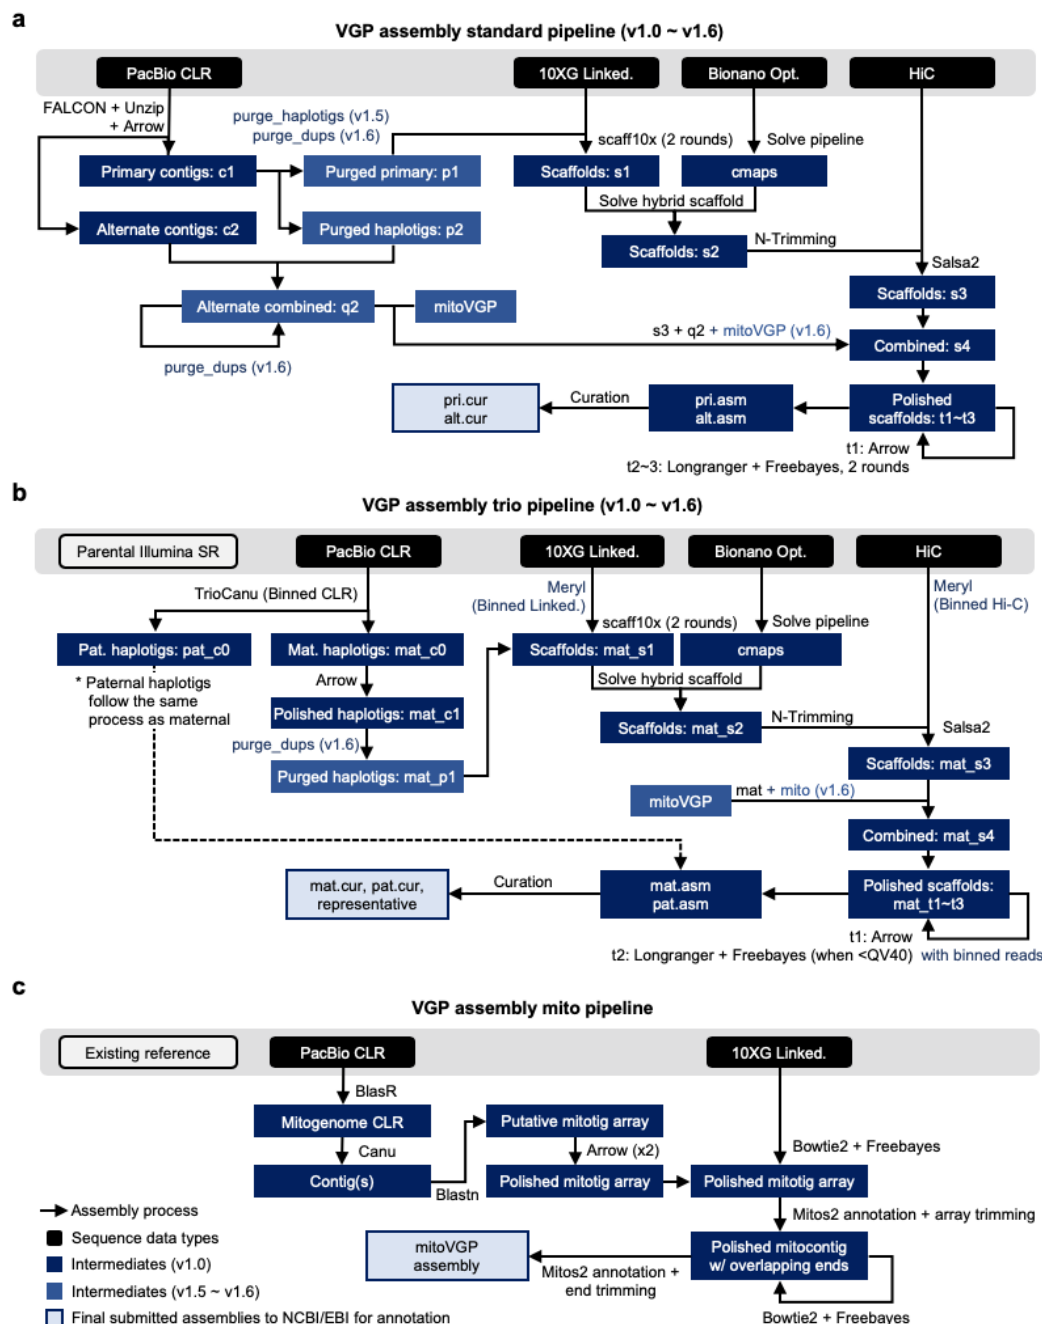 a
VGP assembly standard pipeline (v1.0 ~ v1.6)
PacBio CLR
10XG Linked.
Bionano Opt.
HiC
FALCON + Unzip
+ Arrow
purge_haplotigs (v1.5)
purge_dups (v1.6)
scaff10x (2 rounds)
Solve pipeline
Primary contigs: c1
Purged primary: p1
Scaffolds: s1
cmaps
Solve hybrid scaffold
Alternate contigs: c2
Purged haplotigs: p2
Scaffolds: s2
N-Trimming
Salsa2
Scaffolds: s3
Alternate combined: q2
mitoVGP
s3 + q2 + mitoVGP (v1.6)
Combined: s4
purge_dups (v1.6)
pri.cur
alt.cur
Curation
pri.asm
alt.asm
Polished
scaffolds: t1~t3
t1: Arrow
t2~3: Longranger + Freebayes, 2 rounds
b
VGP assembly trio pipeline (v1.0 ~ v1.6)
Parental Illumina SR
PacBio CLR
10XG Linked.
Bionano Opt.
HiC
TrioCanu (Binned CLR)
Meryl
(Binned Linked.)
Meryl
(Binned Hi-C)
scaff10x (2 rounds)
Solve pipeline
Pat. haplotigs: pat_c0
Mat. haplotigs: mat_c0
Scaffolds: mat_s1
cmaps
* Paternal haplotigs
follow the same
process as maternal
Arrow
Solve hybrid scaffold
Polished haplotigs: mat_c1
Scaffolds: mat_s2
N-Trimming
Salsa2
purge_dups (v1.6)
Purged haplotigs: mat_p1
Scaffolds: mat_s3
mitoVGP
mat + mito (v1.6)
Combined: mat_s4
mat.cur, pat.cur,
representative
Curation
mat.asm
pat.asm
Polished scaffolds:
mat_t1~t3
t1: Arrow
t2: Longranger + Freebayes (when <QV40) with binned reads
c
VGP assembly mito pipeline
Existing reference
PacBio CLR
10XG Linked.
BlasR
Mitogenome CLR
Putative mitotig array
Canu
Arrow (x2)
Bowtie2 + Freebayes
Contig(s)
Blastn
Polished mitotig array
Polished mitotig array
Mitos2 annotation + array trimming
Assembly process
Sequence data types
Intermediates (v1.0)
Intermediates (v1.5 ~ v1.6)
Final submitted assemblies to NCBI/EBI for annotation
mitoVGP
assembly
Mitos2 annotation +
end trimming
Polished mitocontig
w/ overlapping ends
Bowtie2 + Freebayes